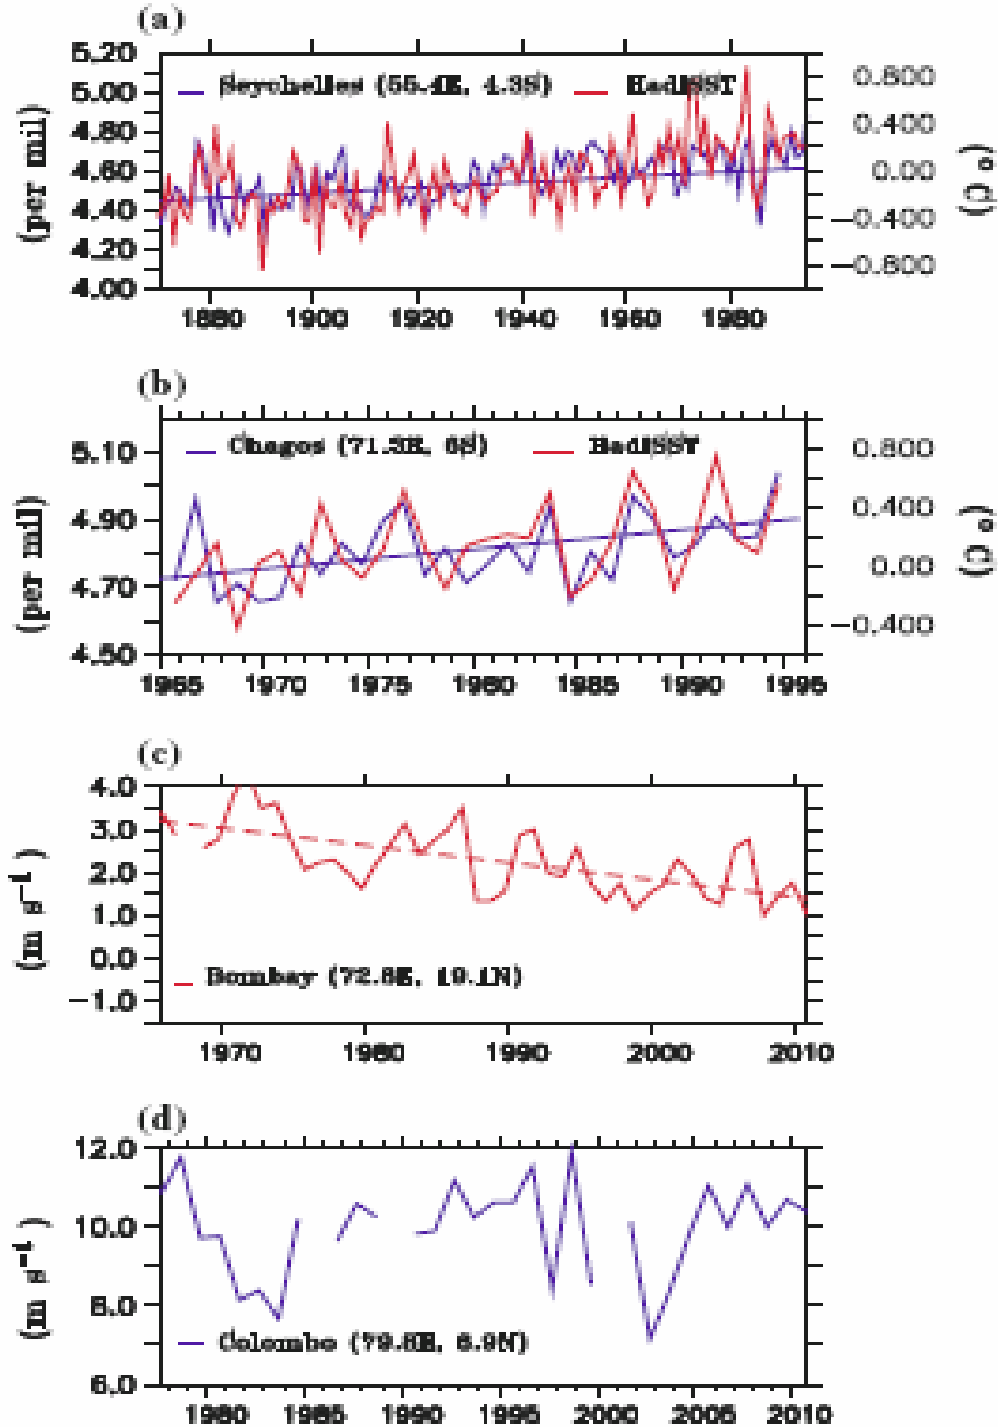 (a)
5.20
5.00
4.80
4.60
4.40
4.20
4.00
(per mil)
Seychelles (55.4E, 4.3S) HadISST
0.800
0.400
0.00
−0.400
−0.800
(° C)
1880 1900 1920 1940 1960 1980
(b)
5.10
4.90
4.70
4.50
(per mil)
Chagos (71.5E, 6S) HadISST
0.800
0.400
0.00
−0.400
(° C)
1965 1970 1975 1980 1985 1990 1995
(c)
4.0
3.0
2.0
1.0
0.0
−1.0
(m s⁻¹)
Bombay (72.8E, 19.1N)
1970 1980 1990 2000 2010
(d)
12.0
10.0
8.0
6.0
(m s⁻¹)
Colombo (79.8E, 6.9N)
1980 1985 1990 1995 2000 2005 2010